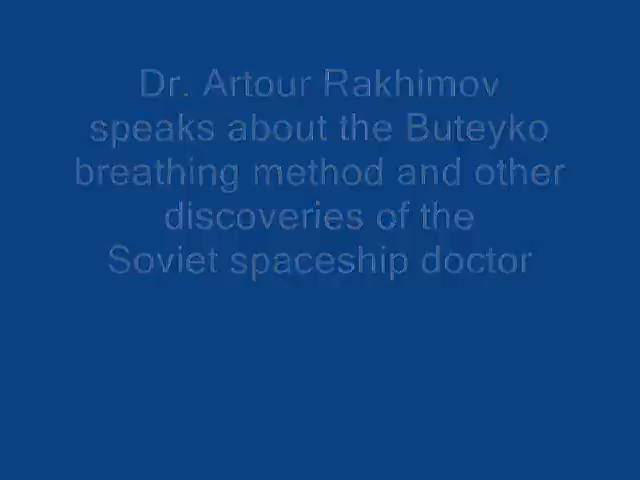 Dr. Artour Rakhimov
speaks about the Buteyko
breathing method and other
discoveries of the
Soviet spaceship doctor